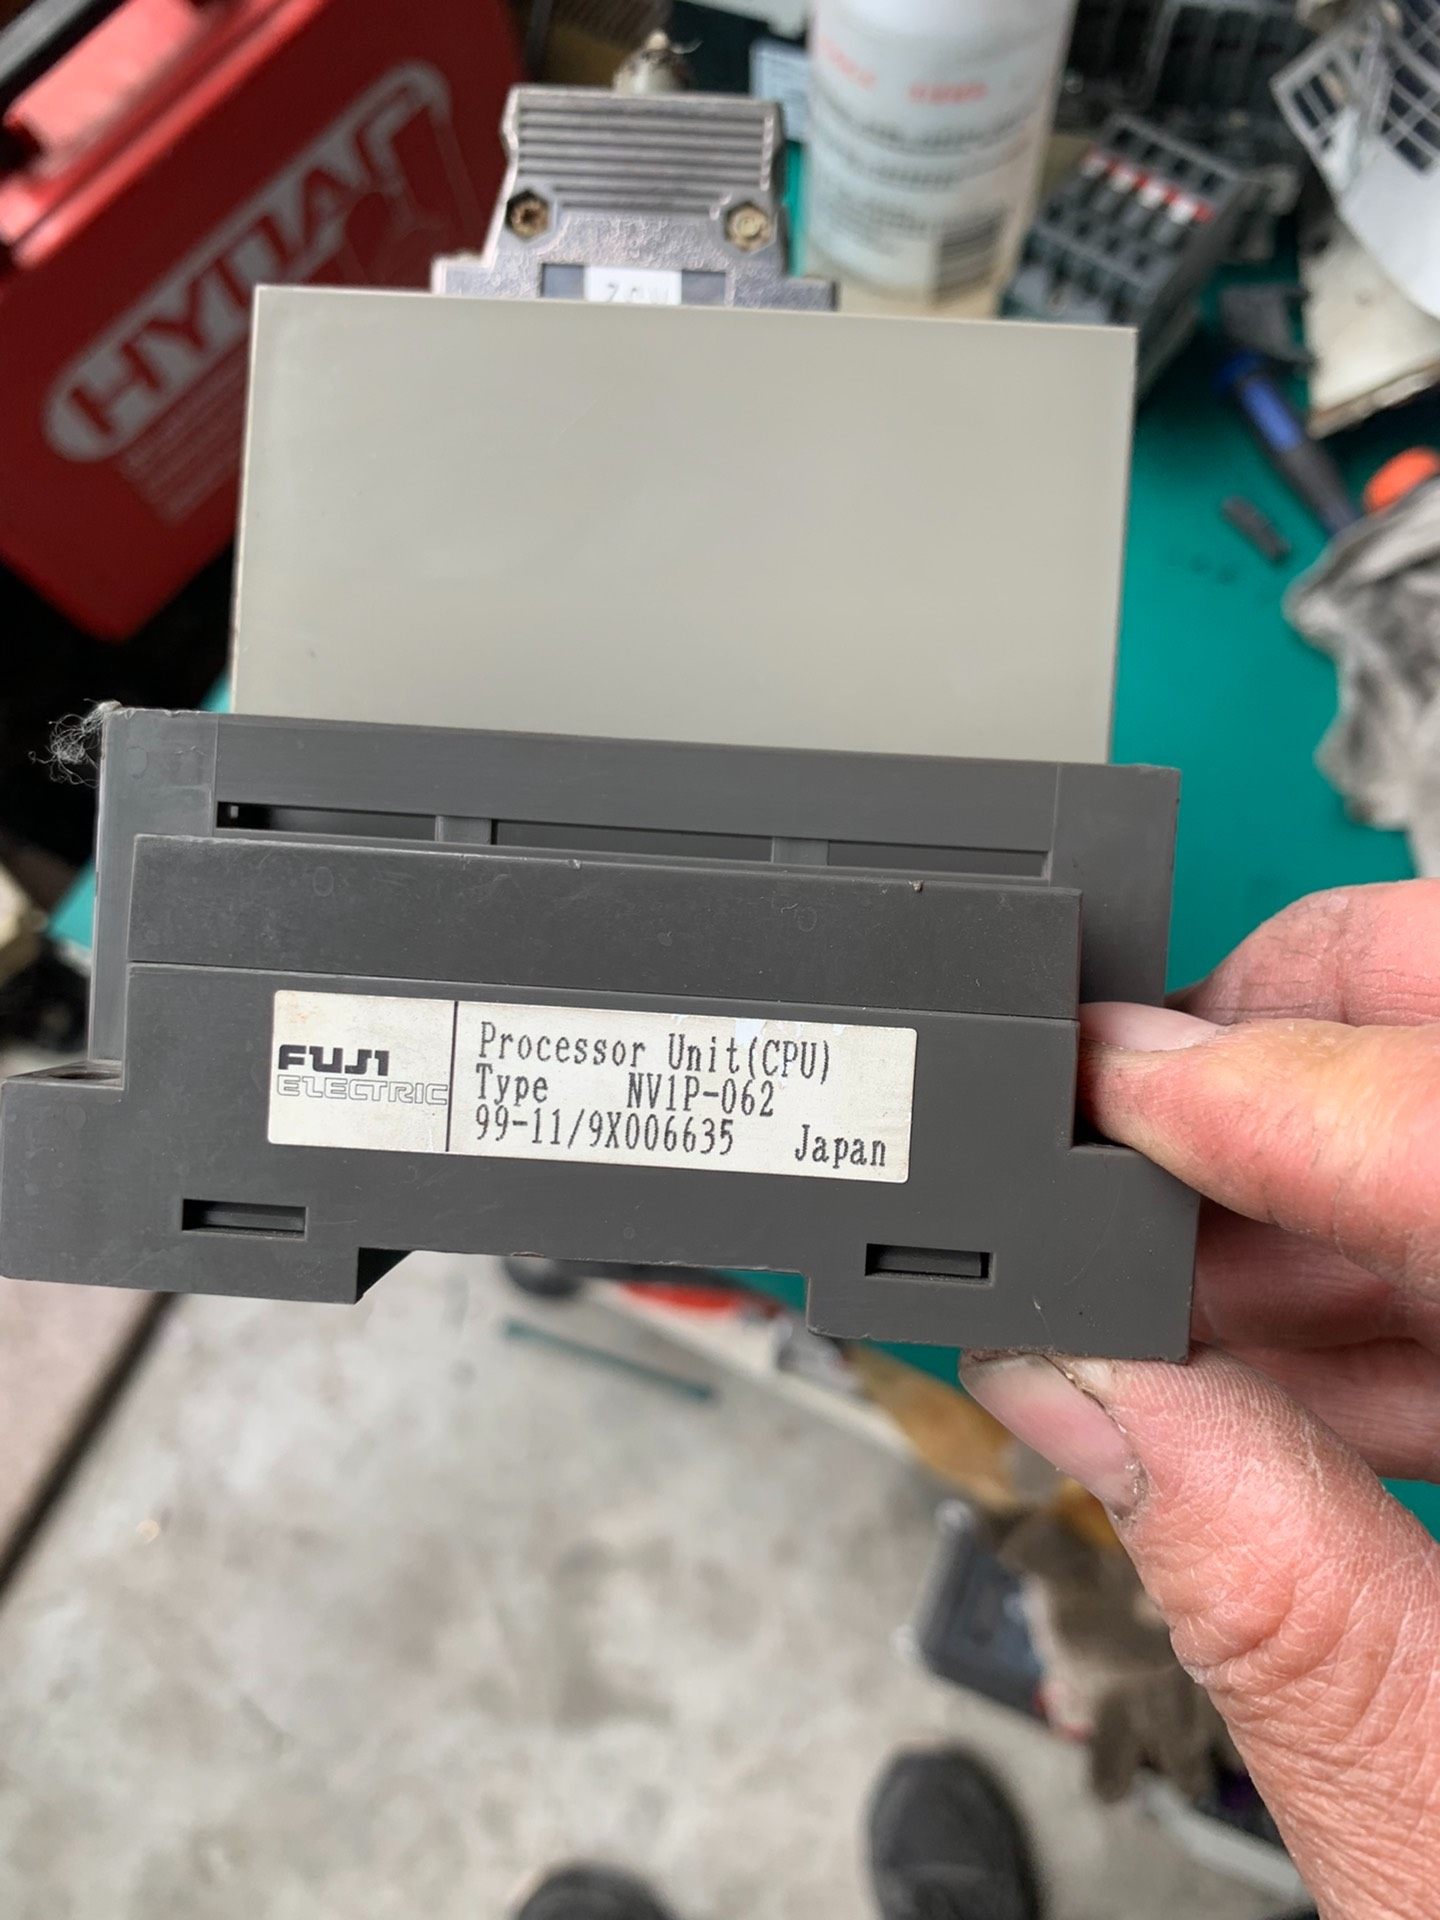 HYDAC
FUJI
ELECTRIC
Processor Unit(CPU)
Type NV1P-062
99-11/9X006635 Japan